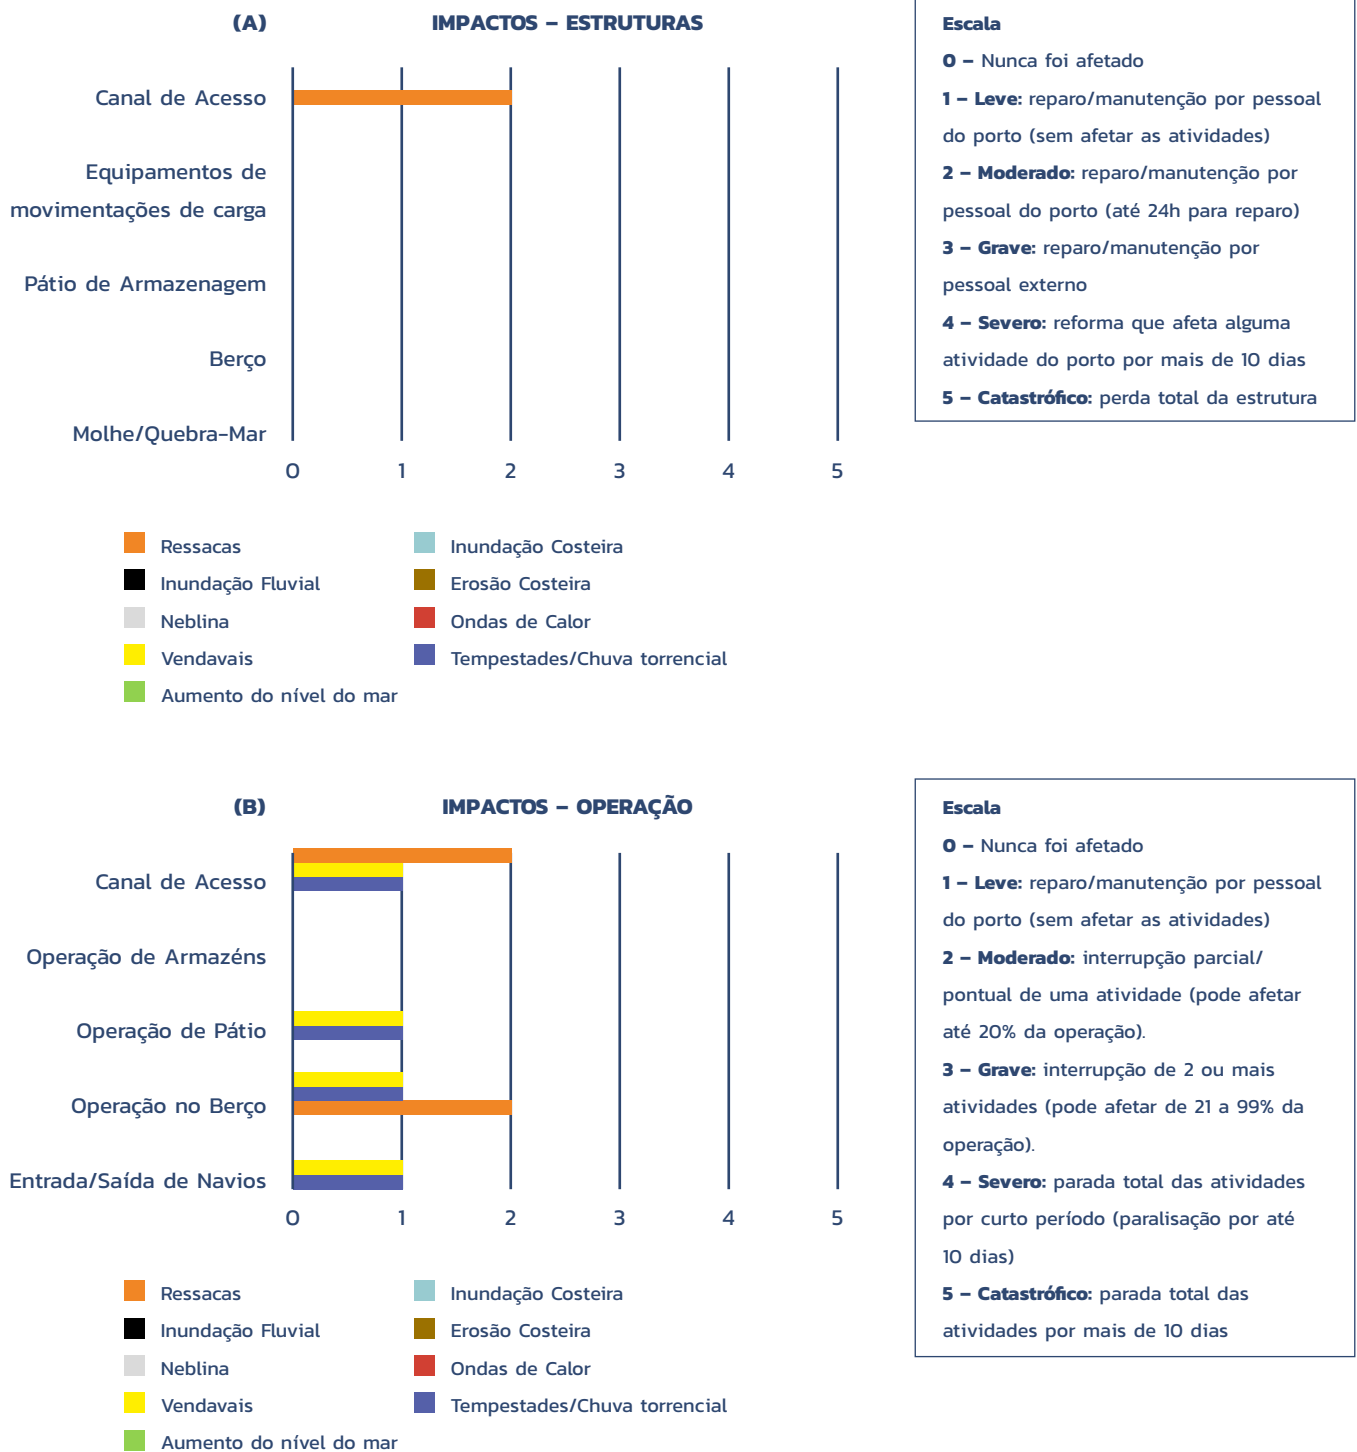 (A)
IMPACTOS – ESTRUTURAS
Canal de Acesso
Equipamentos de
movimentações de carga
Pátio de Armazenagem
Berço
Molhe/Quebra-Mar
0 1 2 3 4 5
Ressacas
Inundação Fluvial
Neblina
Vendavais
Aumento do nível do mar
Inundação Costeira
Erosão Costeira
Ondas de Calor
Tempestades/Chuva torrencial
Escala
0 – Nunca foi afetado
1 – Leve: reparo/manutenção por pessoal
do porto (sem afetar as atividades)
2 – Moderado: reparo/manutenção por
pessoal do porto (até 24h para reparo)
3 – Grave: reparo/manutenção por
pessoal externo
4 – Severo: reforma que afeta alguma
atividade do porto por mais de 10 dias
5 – Catastrófico: perda total da estrutura
(B)
IMPACTOS – OPERAÇÃO
Canal de Acesso
Operação de Armazéns
Operação de Pátio
Operação no Berço
Entrada/Saída de Navios
0 1 2 3 4 5
Ressacas
Inundação Fluvial
Neblina
Vendavais
Aumento do nível do mar
Inundação Costeira
Erosão Costeira
Ondas de Calor
Tempestades/Chuva torrencial
Escala
0 – Nunca foi afetado
1 – Leve: reparo/manutenção por pessoal
do porto (sem afetar as atividades)
2 – Moderado: interrupção parcial/
pontual de uma atividade (pode afetar
até 20% da operação).
3 – Grave: interrupção de 2 ou mais
atividades (pode afetar de 21 a 99% da
operação).
4 – Severo: parada total das atividades
por curto período (paralisação por até
10 dias)
5 – Catastrófico: parada total das
atividades por mais de 10 dias